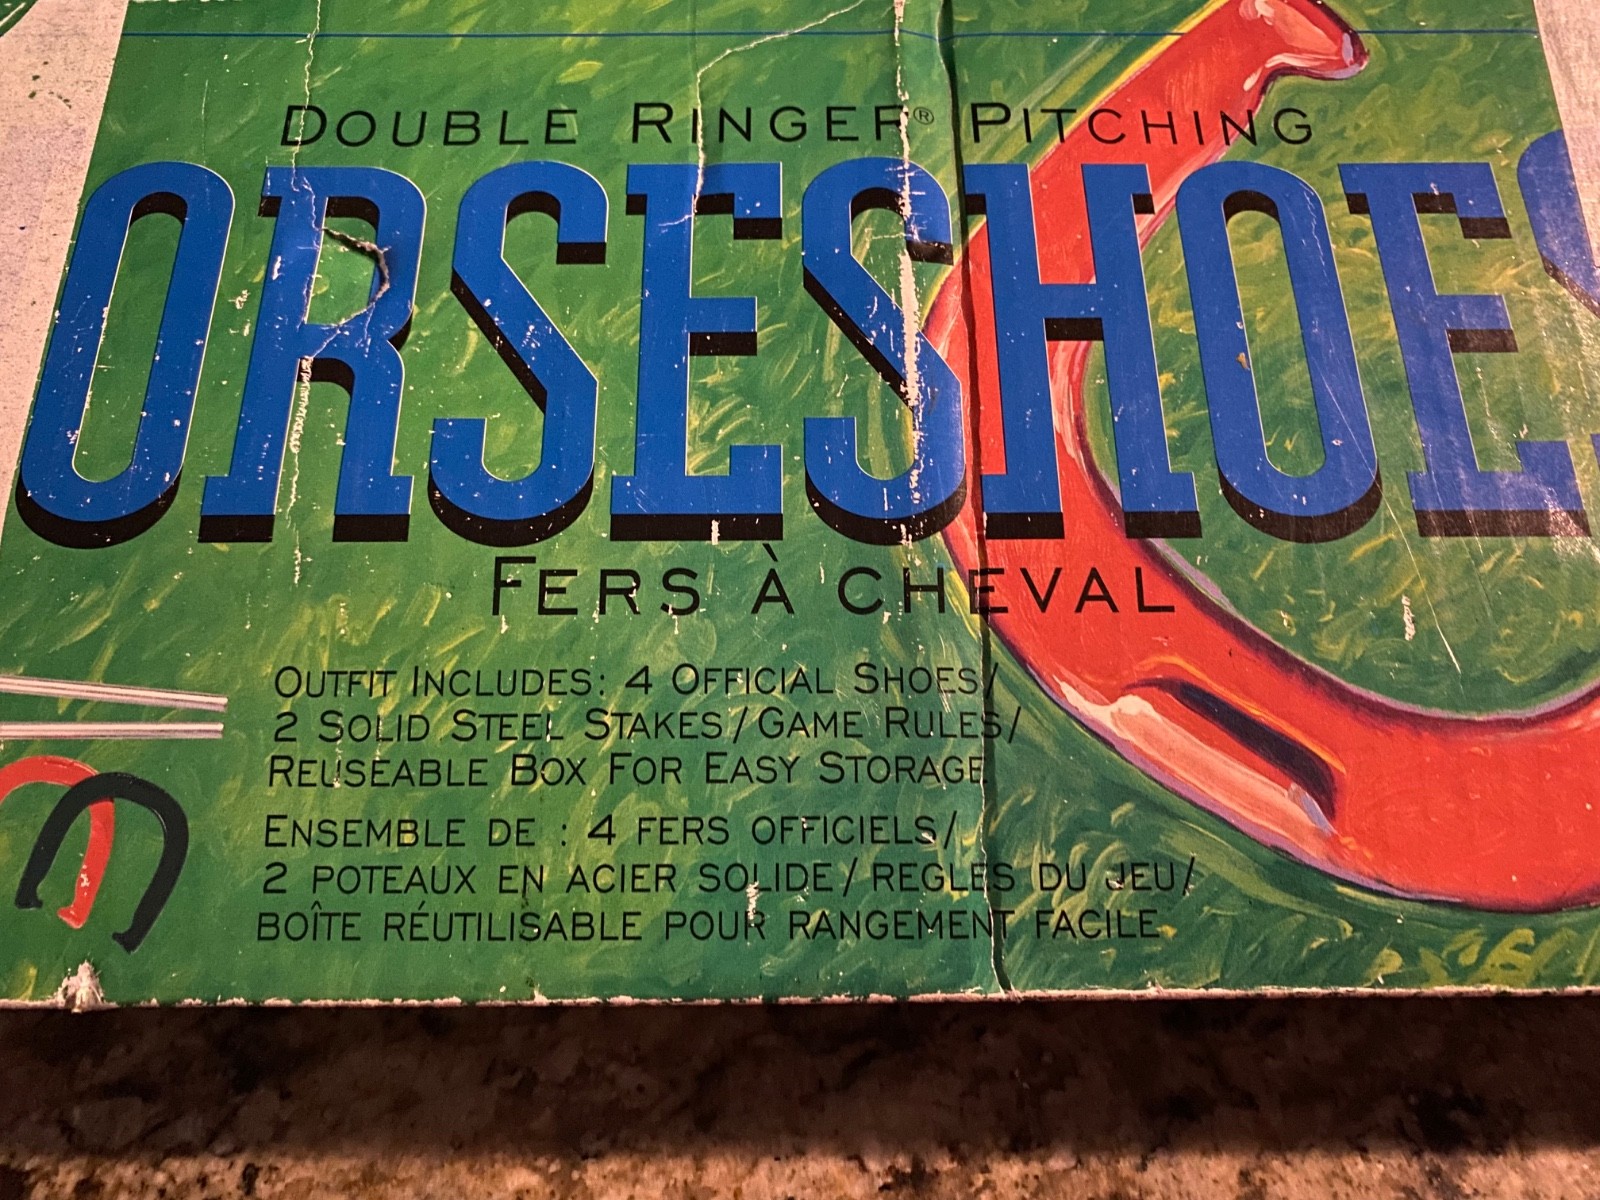 DOUBLE RINGER® PITCHING
ORSESHOES
FERS À CHEVAL
OUTFIT INCLUDES: 4 OFFICIAL SHOES/
2 SOLID STEEL STAKES/GAME RULES/
REUSEABLE BOX FOR EASY STORAGE
ENSEMBLE DE : 4 FERS OFFICIELS/
2 POTEAUX EN ACIER SOLIDE/REGLES DU JEU/
BOÎTE RÉUTILISABLE POUR RANGEMENT FACILE